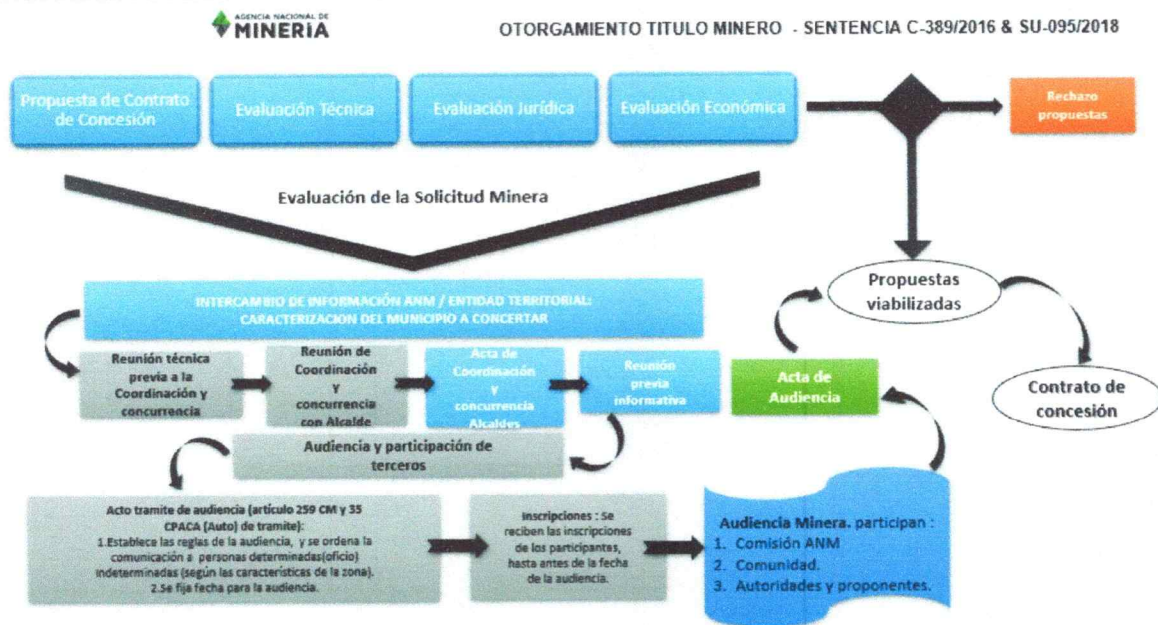 AGENCIA NACIONAL DE
MINERÍA
OTORGAMIENTO TITULO MINERO - SENTENCIA C-389/2016 & SU-095/2018
Propuesta de Contrato
de Concesión
Evaluación Técnica
Evaluación Jurídica
Evaluación Económica
Rechazo
propuestas
Evaluación de la Solicitud Minera
Propuestas
viabilizadas
INTERCAMBIO DE INFORMACIÓN ANM / ENTIDAD TERRITORIAL:
CARACTERIZACION DEL MUNICIPIO A CONCERTAR
Reunión técnica
previa a la
Coordinación y
concurrencia
Reunión de
Coordinación
y
concurrencia
con Alcalde
Acta de
Coordinación
y
concurrencia
Alcaldes
Reunión
previa
informativa
Acta de
Audiencia
Contrato de
concesión
Audiencia y participación de
terceros
Acto tramite de audiencia (artículo 259 CM y 35
CPACA (Auto) de tramite):
1.Establece las reglas de la audiencia, y se ordena la
comunicación a personas determinadas(oficio)
indeterminadas (según las características de la zona).
2.Se fija fecha para la audiencia.
Inscripciones : Se
reciben las inscripciones
de los participantes,
hasta antes de la fecha
de la audiencia.
Audiencia Minera. participan :
1. Comisión ANM
2. Comunidad.
3. Autoridades y proponentes.